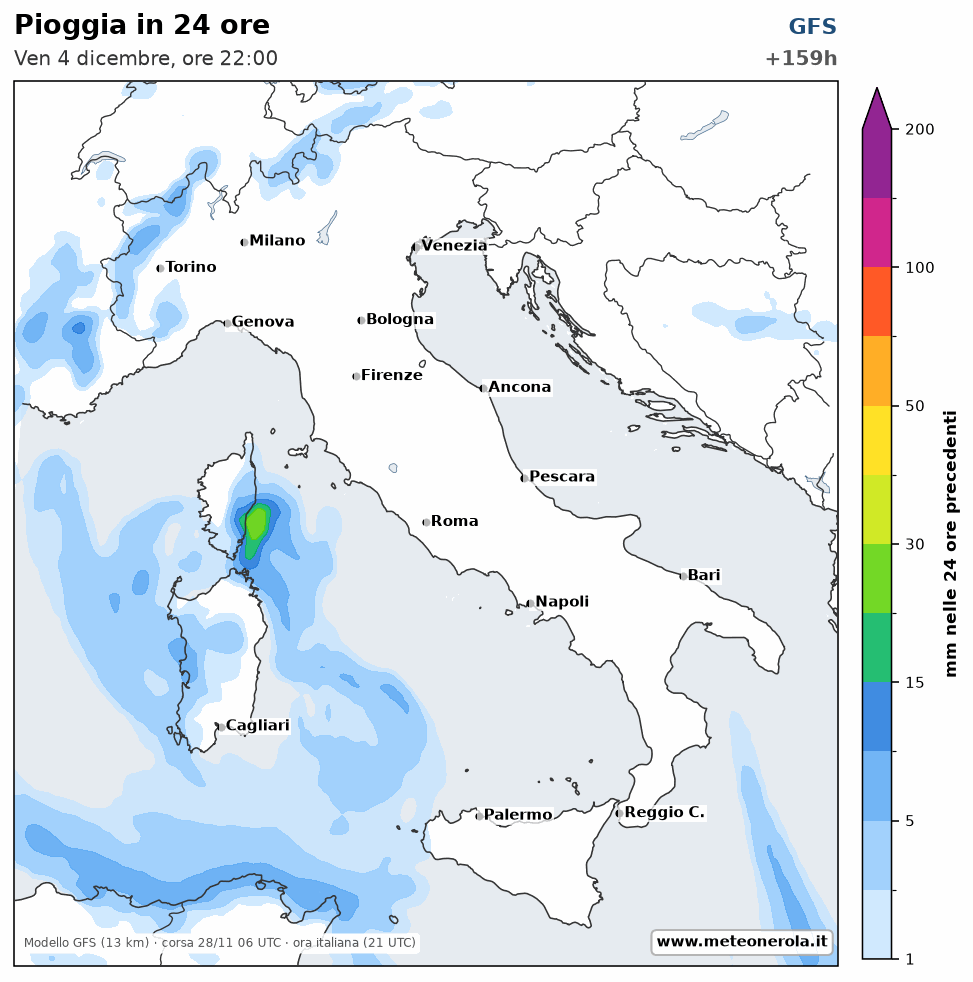 Pioggia in 24 ore
GFS
Ven 4 dicembre, ore 22:00
+159h
200
100
50
30
15
5
1
mm nelle 24 ore precedenti
Milano
Venezia
Torino
Genova
Bologna
Firenze
Ancona
Pescara
Roma
Bari
Napoli
Cagliari
Palermo
Reggio C.
Modello GFS (13 km) · corsa 28/11 06 UTC · ora italiana (21 UTC)
www.meteonerola.it